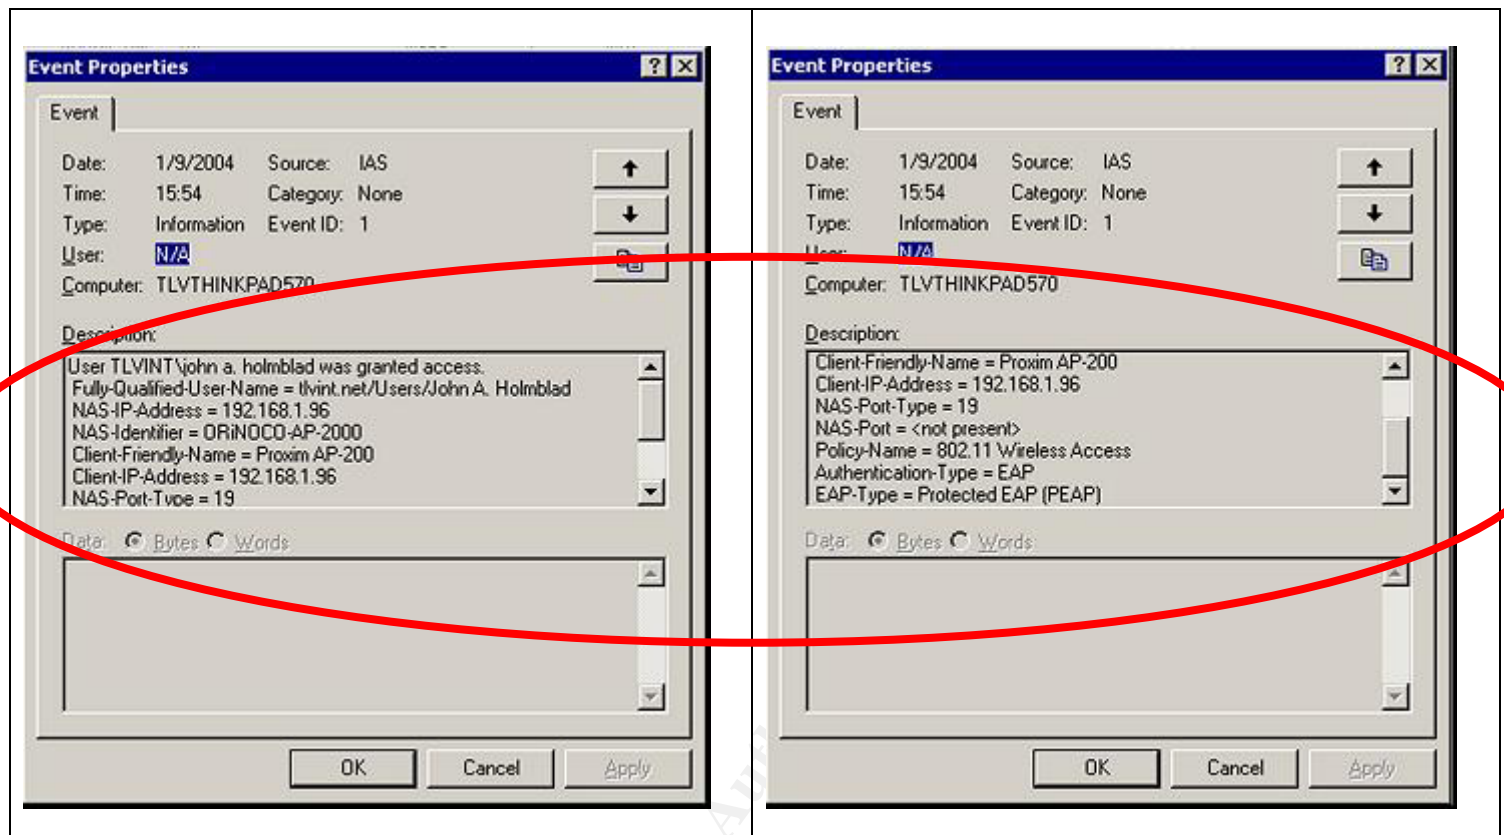 Event Properties
Event
Date: 1/9/2004 Source: IAS
Time: 15:54 Category: None
Type: Information Event ID: 1
User: N/A
Computer: TLVTHINKPAD570
Description:
User TLVINT\john a. holmblad was granted access.
Fully-Qualified-User-Name = tlvint.net/Users/John A. Holmblad
NAS-IP-Address = 192.168.1.96
NAS-Identifier = ORiNOCO-AP-2000
Client-Friendly-Name = Proxim AP-200
Client-IP-Address = 192.168.1.96
NAS-Port-Type = 19
Data: Bytes Words
OK Cancel Apply
Event Properties
Event
Date: 1/9/2004 Source: IAS
Time: 15:54 Category: None
Type: Information Event ID: 1
User: N/A
Computer: TLVTHINKPAD570
Description:
Client-Friendly-Name = Proxim AP-200
Client-IP-Address = 192.168.1.96
NAS-Port-Type = 19
NAS-Port = <not present>
Policy-Name = 802.11 Wireless Access
Authentication-Type = EAP
EAP-Type = Protected EAP (PEAP)
Data: Bytes Words
OK Cancel Apply